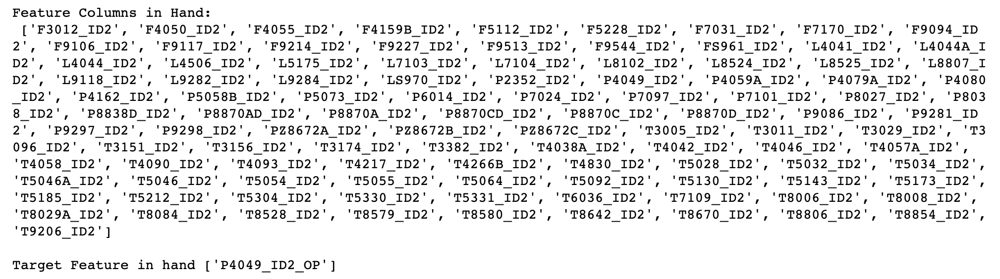 Feature Columns in Hand:
['F3012_ID2', 'F4050_ID2', 'F4055_ID2', 'F4159B_ID2', 'F5112_ID2', 'F5228_ID2', 'F7031_ID2', 'F7170_ID2', 'F9094_ID
2', 'F9106_ID2', 'F9117_ID2', 'F9214_ID2', 'F9227_ID2', 'F9513_ID2', 'F9544_ID2', 'FS961_ID2', 'L4041_ID2', 'L4044A_I
D2', 'L4044_ID2', 'L4506_ID2', 'L5175_ID2', 'L7103_ID2', 'L7104_ID2', 'L8102_ID2', 'L8524_ID2', 'L8525_ID2', 'L8807_I
D2', 'L9118_ID2', 'L9282_ID2', 'L9284_ID2', 'LS970_ID2', 'P2352_ID2', 'P4049_ID2', 'P4059A_ID2', 'P4079A_ID2', 'P4080
_ID2', 'P4162_ID2', 'P5058B_ID2', 'P5073_ID2', 'P6014_ID2', 'P7024_ID2', 'P7097_ID2', 'P7101_ID2', 'P8027_ID2', 'P803
8_ID2', 'P8838D_ID2', 'P8870AD_ID2', 'P8870A_ID2', 'P8870CD_ID2', 'P8870C_ID2', 'P8870D_ID2', 'P9086_ID2', 'P9281_ID
2', 'P9297_ID2', 'P9298_ID2', 'PZ8672A_ID2', 'PZ8672B_ID2', 'PZ8672C_ID2', 'T3005_ID2', 'T3011_ID2', 'T3029_ID2', 'T3
096_ID2', 'T3151_ID2', 'T3156_ID2', 'T3174_ID2', 'T3382_ID2', 'T4038A_ID2', 'T4042_ID2', 'T4046_ID2', 'T4057A_ID2',
'T4058_ID2', 'T4090_ID2', 'T4093_ID2', 'T4217_ID2', 'T4266B_ID2', 'T4830_ID2', 'T5028_ID2', 'T5032_ID2', 'T5034_ID2',
'T5046A_ID2', 'T5046_ID2', 'T5054_ID2', 'T5055_ID2', 'T5064_ID2', 'T5092_ID2', 'T5130_ID2', 'T5143_ID2', 'T5173_ID2',
'T5185_ID2', 'T5212_ID2', 'T5304_ID2', 'T5330_ID2', 'T5331_ID2', 'T6036_ID2', 'T7109_ID2', 'T8006_ID2', 'T8008_ID2',
'T8029A_ID2', 'T8084_ID2', 'T8528_ID2', 'T8579_ID2', 'T8580_ID2', 'T8642_ID2', 'T8670_ID2', 'T8806_ID2', 'T8854_ID2',
'T9206_ID2']
Target Feature in hand ['P4049_ID2_OP']